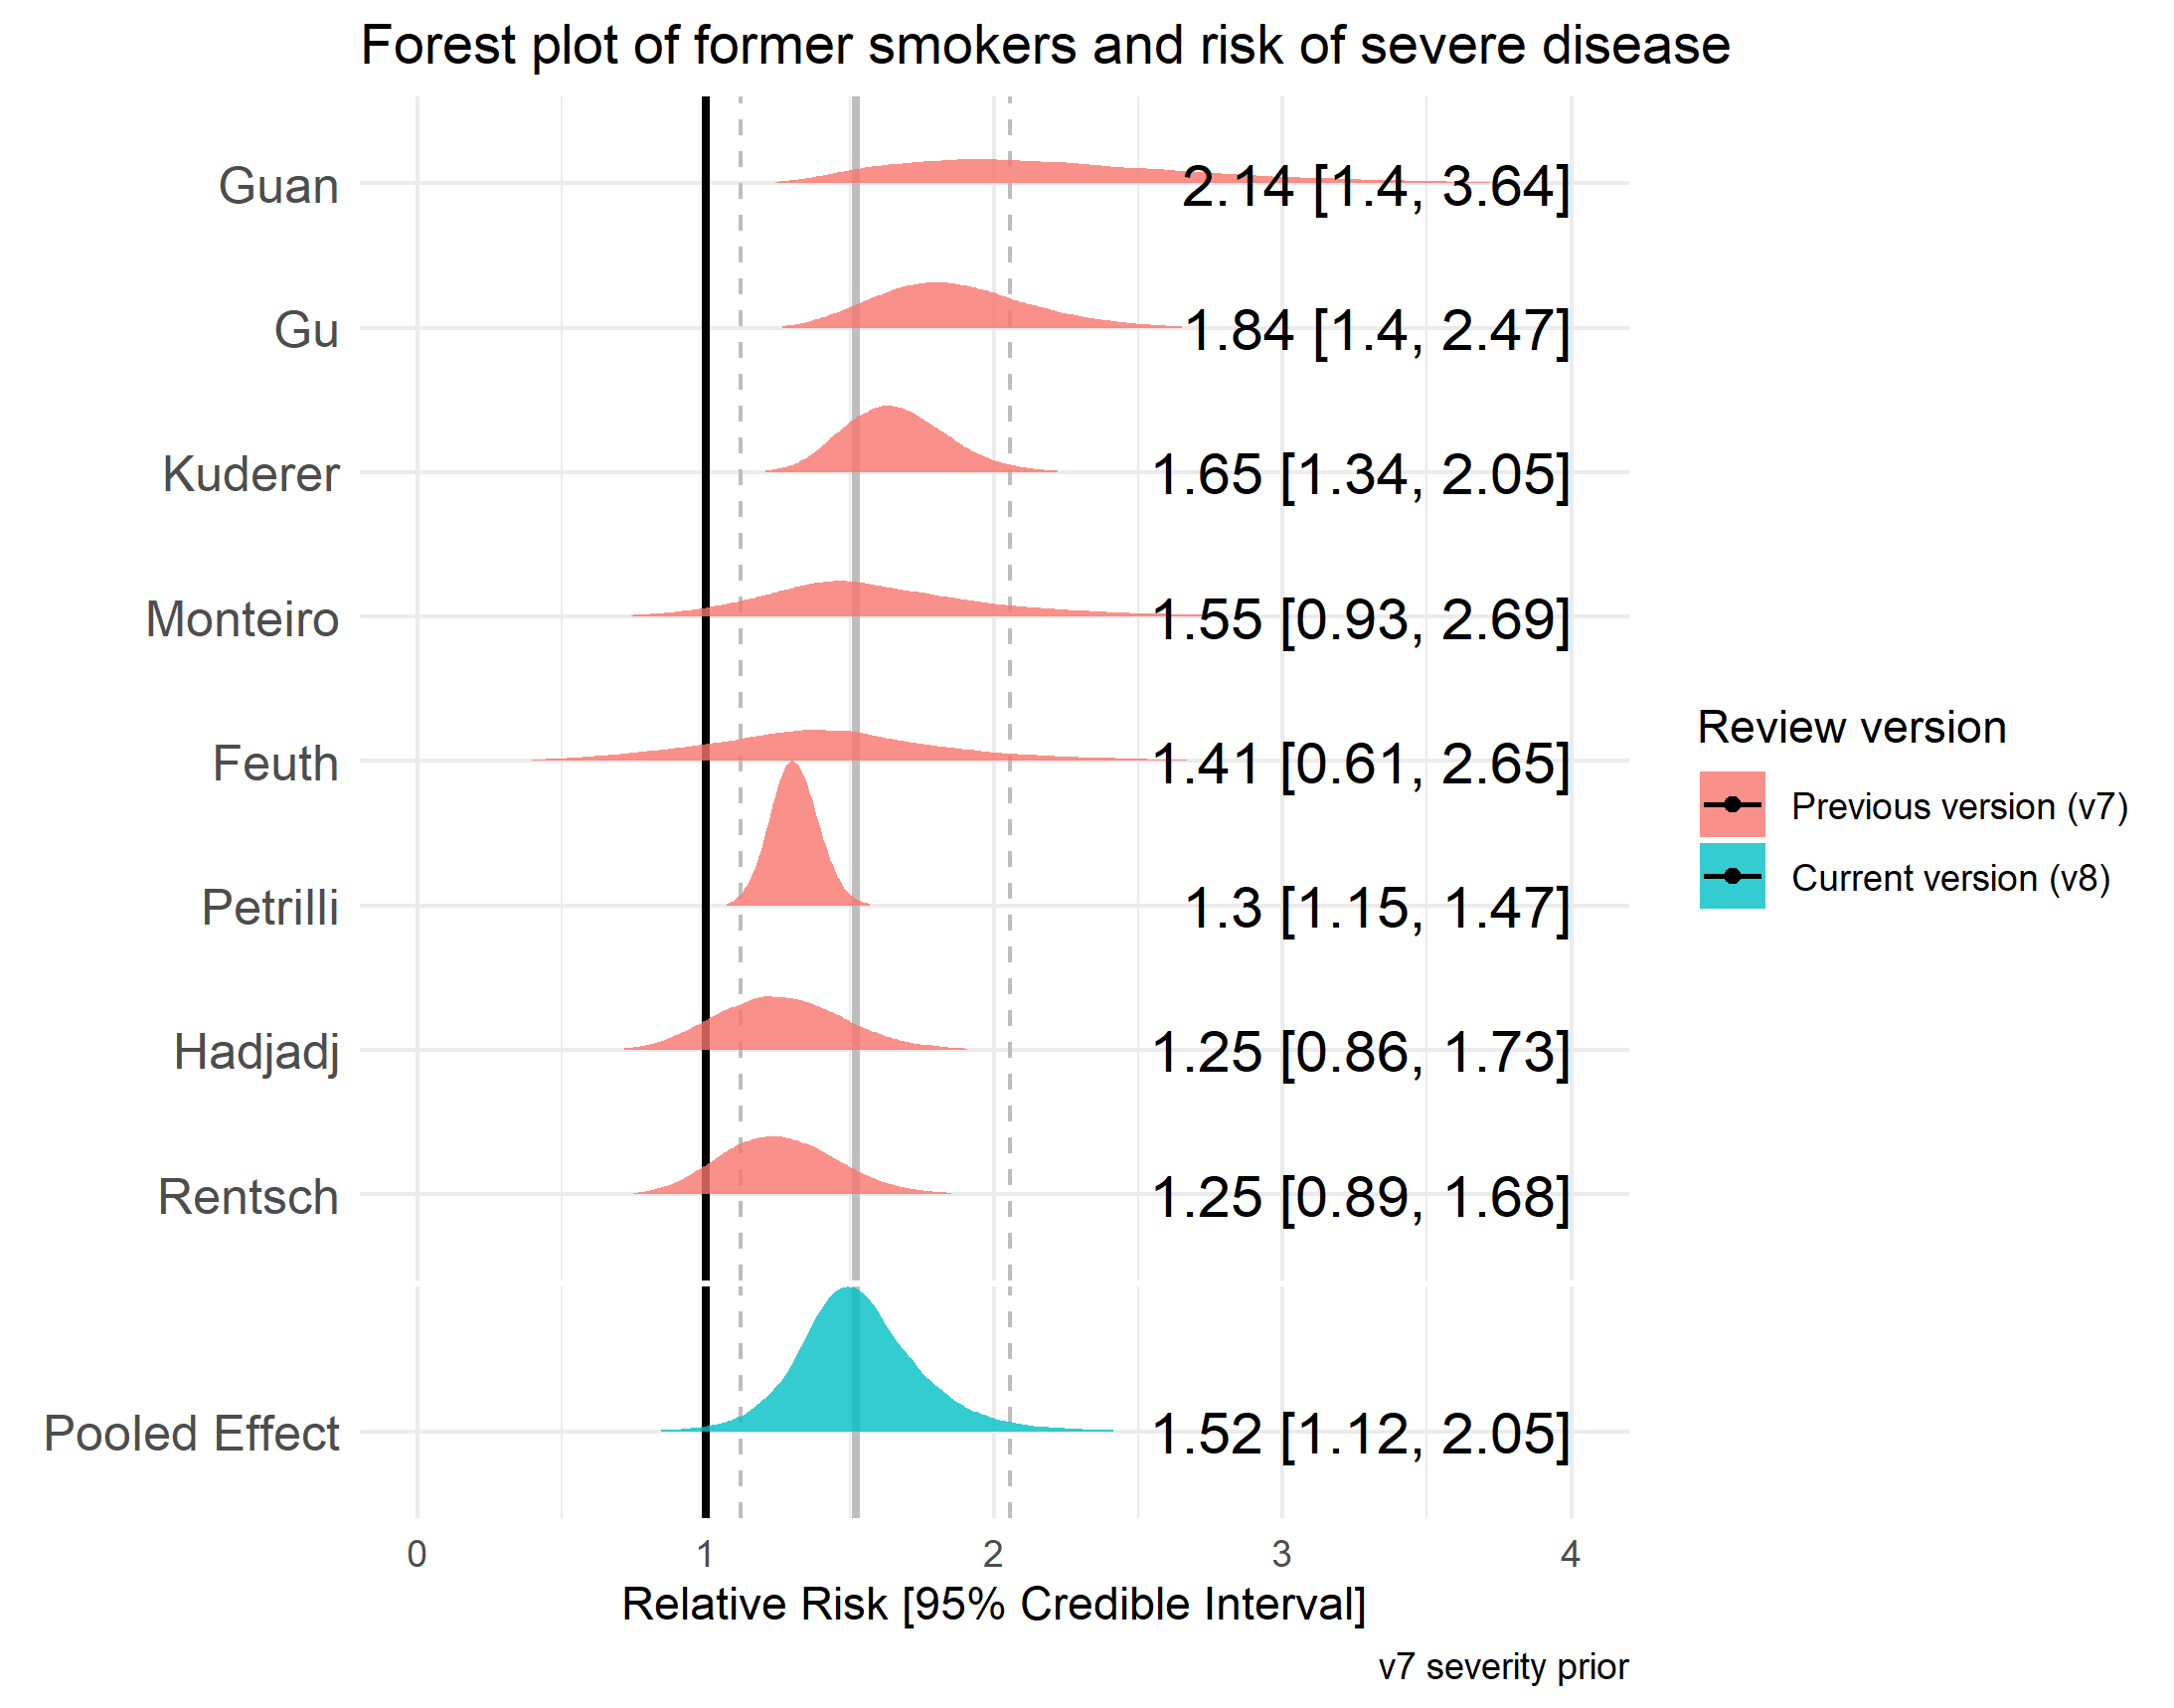 Forest plot of former smokers and risk of severe disease
Guan 2.14 [1.4, 3.64]
Gu 1.84 [1.4, 2.47]
Kuderer 1.65 [1.34, 2.05]
Monteiro 1.55 [0.93, 2.69]
Feuth 1.41 [0.61, 2.65]
Petrilli 1.3 [1.15, 1.47]
Hadjadj 1.25 [0.86, 1.73]
Rentsch 1.25 [0.89, 1.68]
Pooled Effect 1.52 [1.12, 2.05]
0 1 2 3 4
Relative Risk [95% Credible Interval]
v7 severity prior
Review version
Previous version (v7)
Current version (v8)